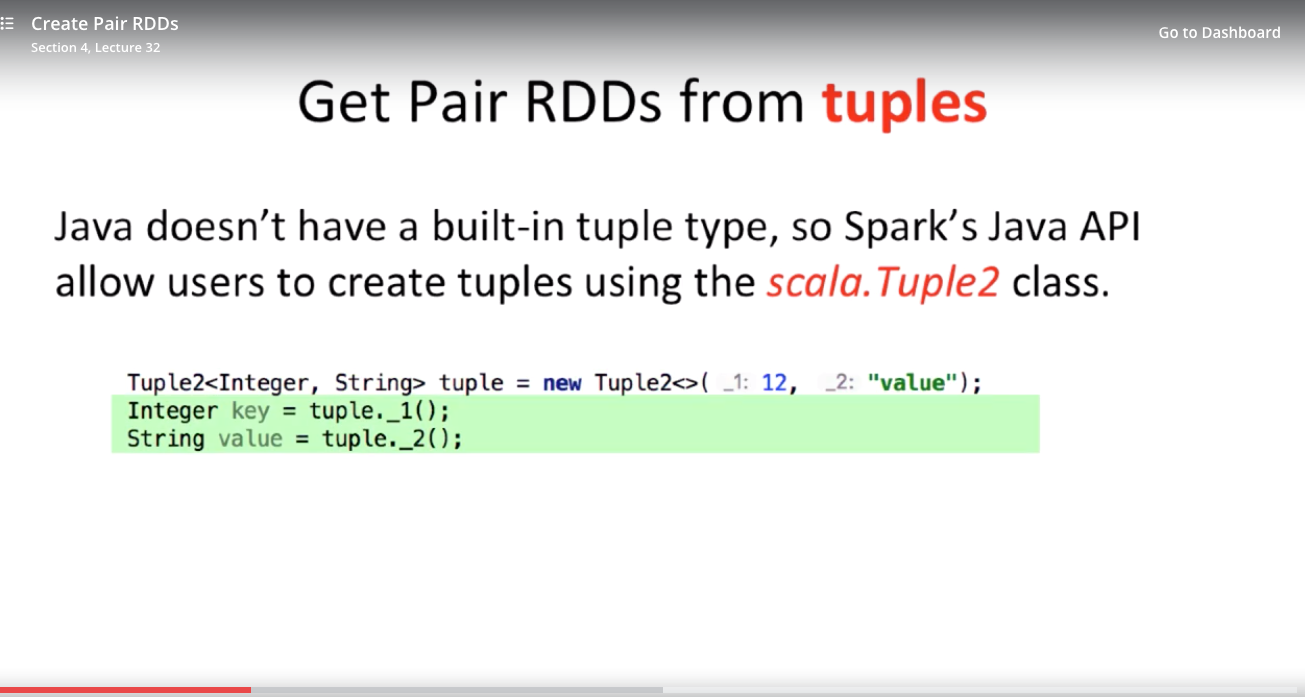 Create Pair RDDs
Section 4, Lecture 32
Go to Dashboard
Get Pair RDDs from tuples
Java doesn’t have a built-in tuple type, so Spark’s Java API
allow users to create tuples using the scala.Tuple2 class.
Tuple2<Integer, String> tuple = new Tuple2<>( _1: 12, _2: "value");
Integer key = tuple._1();
String value = tuple._2();